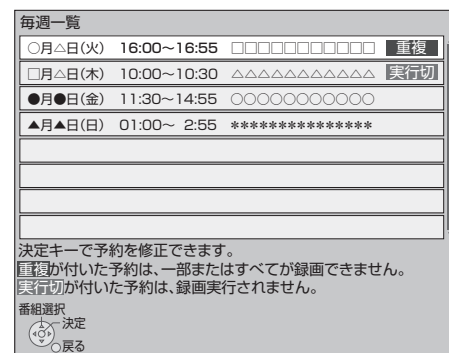 毎週一覧
○月△日(火) 16:00～16:55 □□□□□□□□□□□ 重複
□月△日(木) 10:00～10:30 △△△△△△△△△△△ 実行切
●月●日(金) 11:30～14:55 ○○○○○○○○○○○
▲月▲日(日) 01:00～ 2:55 ***************
決定キーで予約を修正できます。
重複が付いた予約は、一部またはすべてが録画できません。
実行切が付いた予約は、録画実行されません。
番組選択
決定
戻る